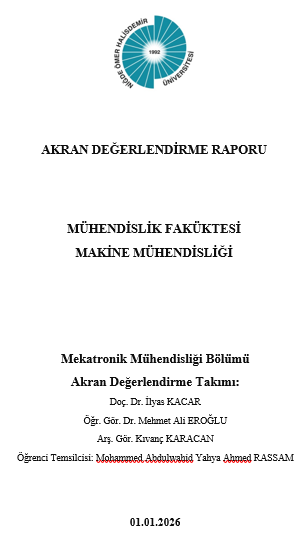 NİĞDE ÖMER HALİSDEMİR ÜNİVERSİTESİ
1992
AKRAN DEĞERLENDİRME RAPORU
MÜHENDİSLİK FAKÜKTESİ
MAKİNE MÜHENDİSLİĞİ
Mekatronik Mühendisliği Bölümü
Akran Değerlendirme Takımı:
Doç. Dr. İlyas KACAR
Öğr. Gör. Dr. Mehmet Ali EROĞLU
Arş. Gör. Kıvanç KARACAN
Öğrenci Temsilcisi: Mohammed Abdulwahid Yahya Ahmed RASSAM
01.01.2026